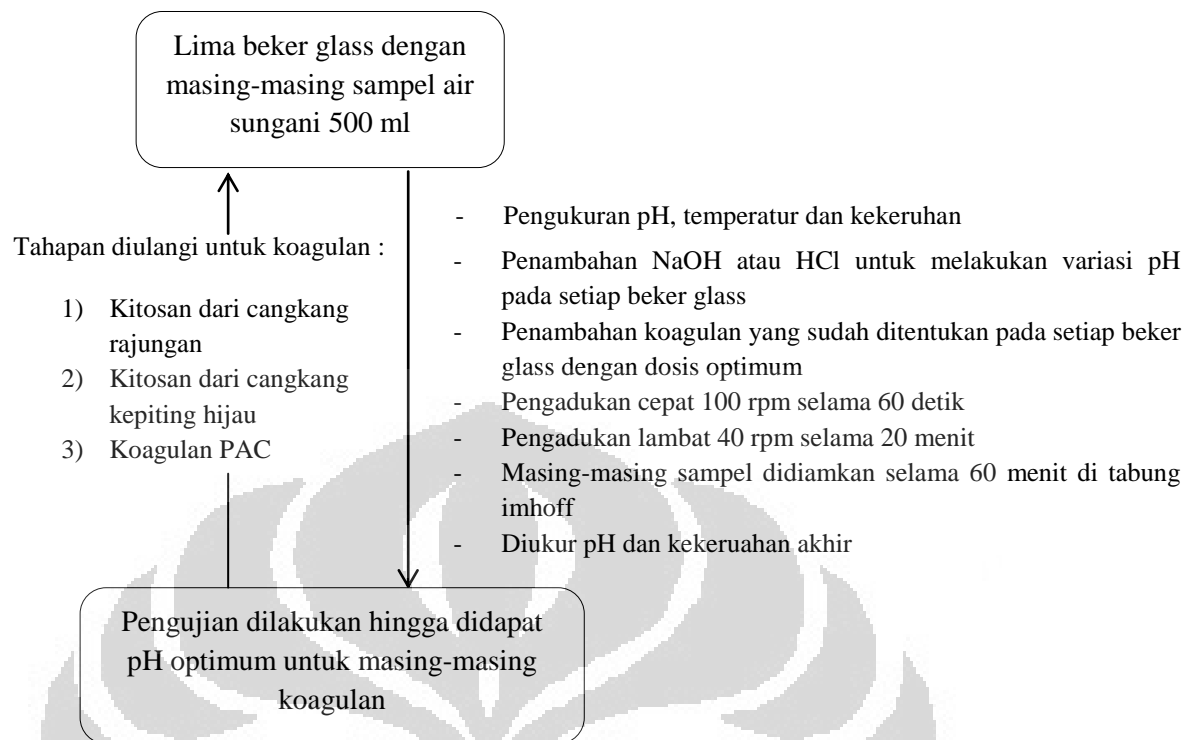 Lima beker glass dengan
masing-masing sampel air
sungani 500 ml
Tahapan diulangi untuk koagulan :
1) Kitosan dari cangkang
rajungan
2) Kitosan dari cangkang
kepiting hijau
3) Koagulan PAC
- Pengukuran pH, temperatur dan kekeruhan
- Penambahan NaOH atau HCl untuk melakukan variasi pH
pada setiap beker glass
- Penambahan koagulan yang sudah ditentukan pada setiap beker
glass dengan dosis optimum
- Pengadukan cepat 100 rpm selama 60 detik
- Pengadukan lambat 40 rpm selama 20 menit
- Masing-masing sampel didiamkan selama 60 menit di tabung
imhoff
- Diukur pH dan kekeruahan akhir
Pengujian dilakukan hingga didapat
pH optimum untuk masing-masing
koagulan